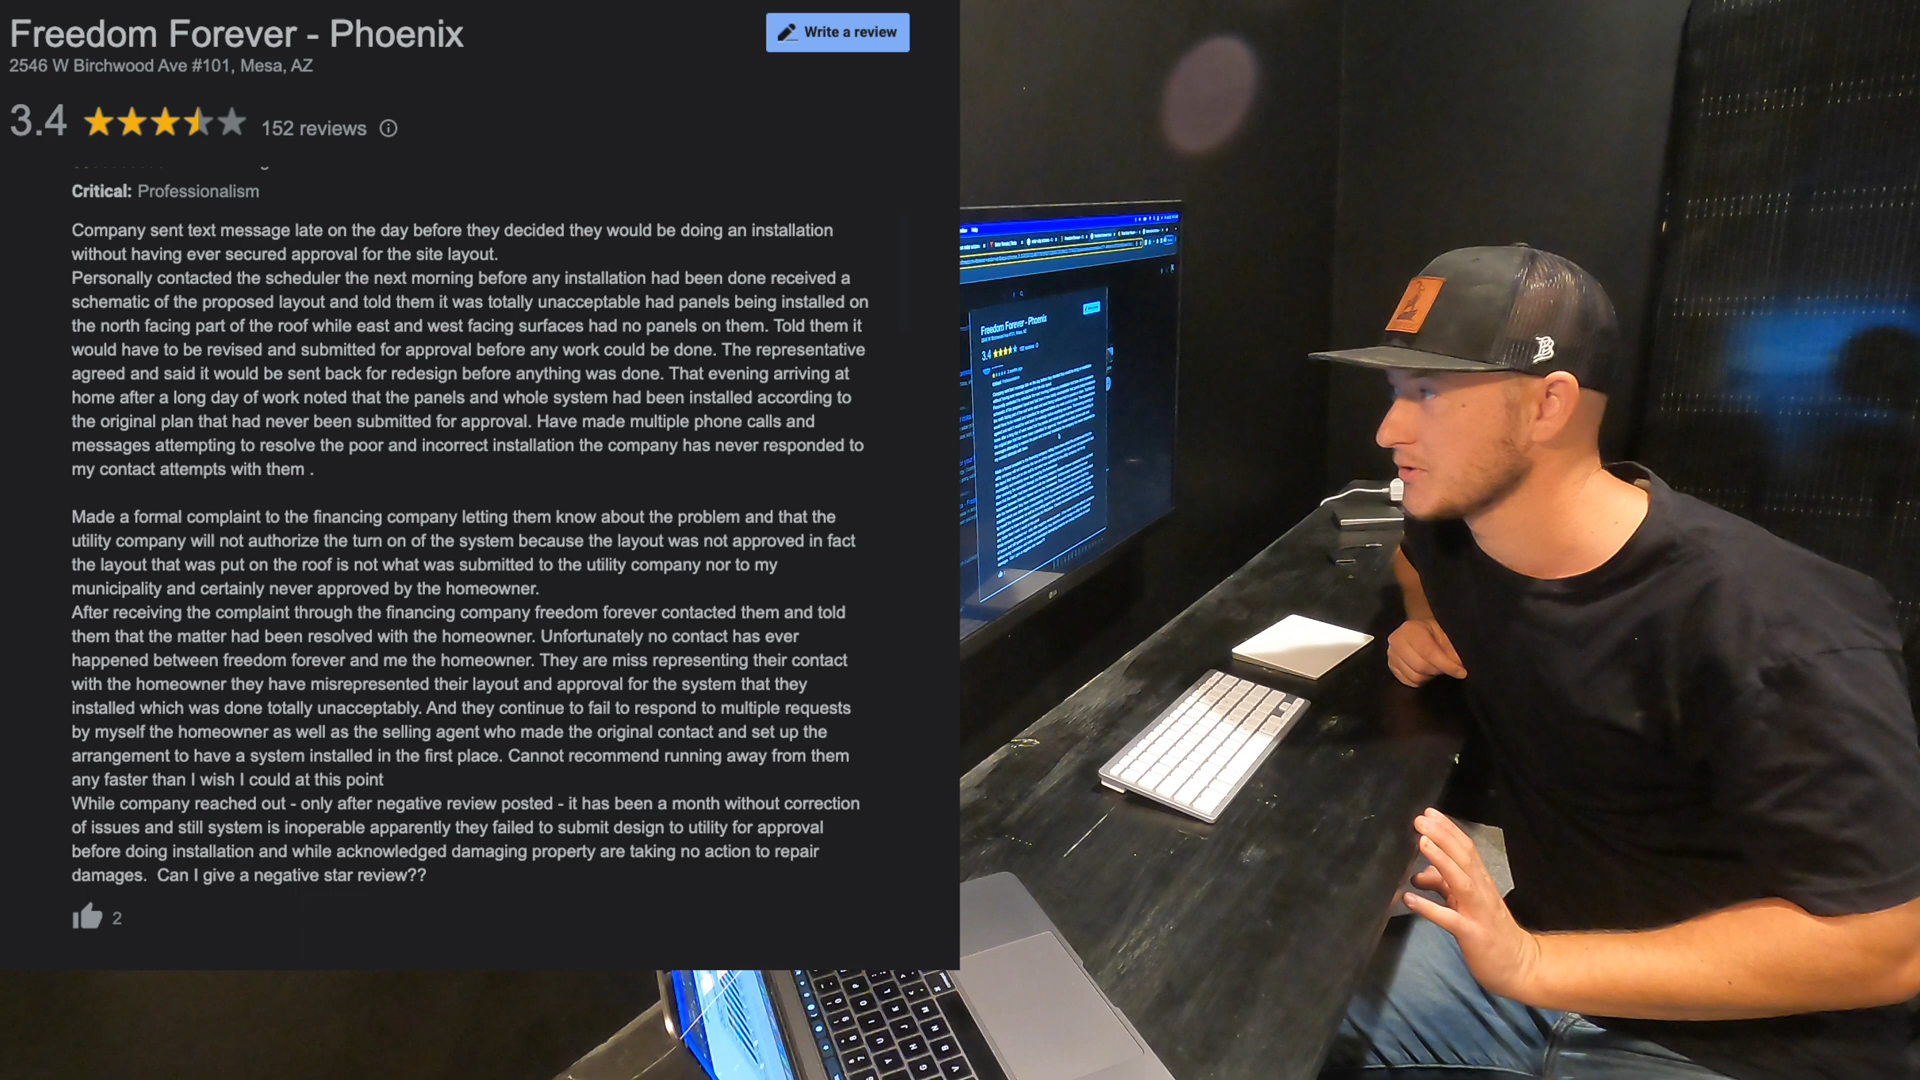 Freedom Forever - Phoenix
Write a review
2546 W Birchwood Ave #101, Mesa, AZ
3.4
152 reviews
Critical: Professionalism
Company sent text message late on the day before they decided they would be doing an installation
without having ever secured approval for the site layout.
Personally contacted the scheduler the next morning before any installation had been done received a
schematic of the proposed layout and told them it was totally unacceptable had panels being installed on
the north facing part of the roof while east and west facing surfaces had no panels on them. Told them it
would have to be revised and submitted for approval before any work could be done. The representative
agreed and said it would be sent back for redesign before anything was done. That evening arriving at
home after a long day of work noted that the panels and whole system had been installed according to
the original plan that had never been submitted for approval. Have made multiple phone calls and
messages attempting to resolve the poor and incorrect installation the company has never responded to
my contact attempts with them .
Made a formal complaint to the financing company letting them know about the problem and that the
utility company will not authorize the turn on of the system because the layout was not approved in fact
the layout that was put on the roof is not what was submitted to the utility company nor to my
municipality and certainly never approved by the homeowner.
After receiving the complaint through the financing company freedom forever contacted them and told
them that the matter had been resolved with the homeowner. Unfortunately no contact has ever
happened between freedom forever and me the homeowner. They are miss representing their contact
with the homeowner they have misrepresented their layout and approval for the system that they
installed which was done totally unacceptably. And they continue to fail to respond to multiple requests
by myself the homeowner as well as the selling agent who made the original contact and set up the
arrangement to have a system installed in the first place. Cannot recommend running away from them
any faster than I wish I could at this point
While company reached out - only after negative review posted - it has been a month without correction
of issues and still system is inoperable apparently they failed to submit design to utility for approval
before doing installation and while acknowledged damaging property are taking no action to repair
damages.  Can I give a negative star review??
2
Freedom Forever - Phoenix
3.4
B